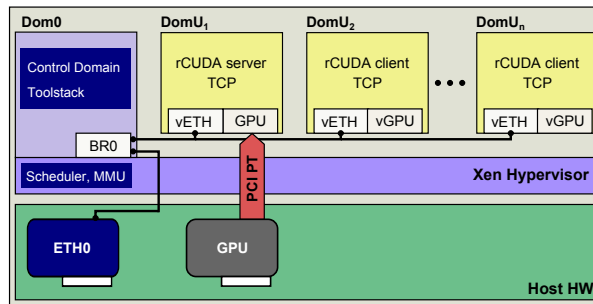 Dom0
DomU1
DomU2
DomUn
Control Domain
Toolstack
rCUDA server
TCP
rCUDA client
TCP
rCUDA client
TCP
vETH
GPU
vETH
vGPU
vETH
vGPU
BR0
Scheduler, MMU
Xen Hypervisor
PCI PT
ETH0
GPU
Host HW